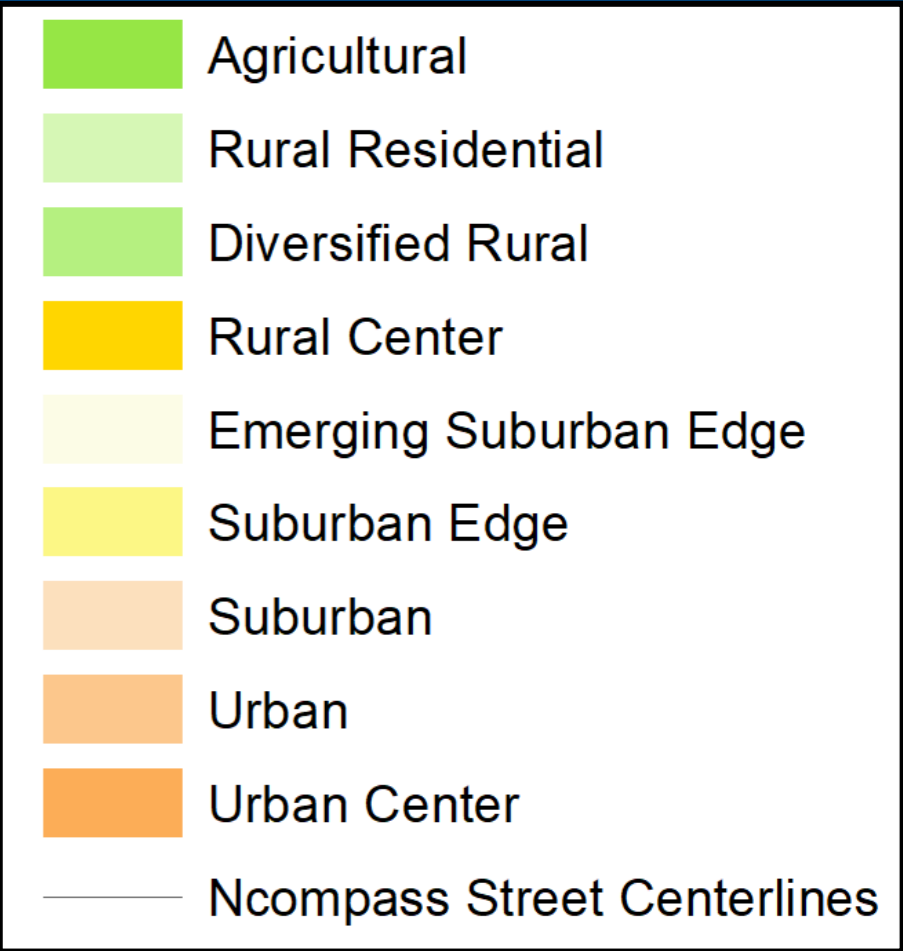 Agricultural
Rural Residential
Diversified Rural
Rural Center
Emerging Suburban Edge
Suburban Edge
Suburban
Urban
Urban Center
Ncompass Street Centerlines